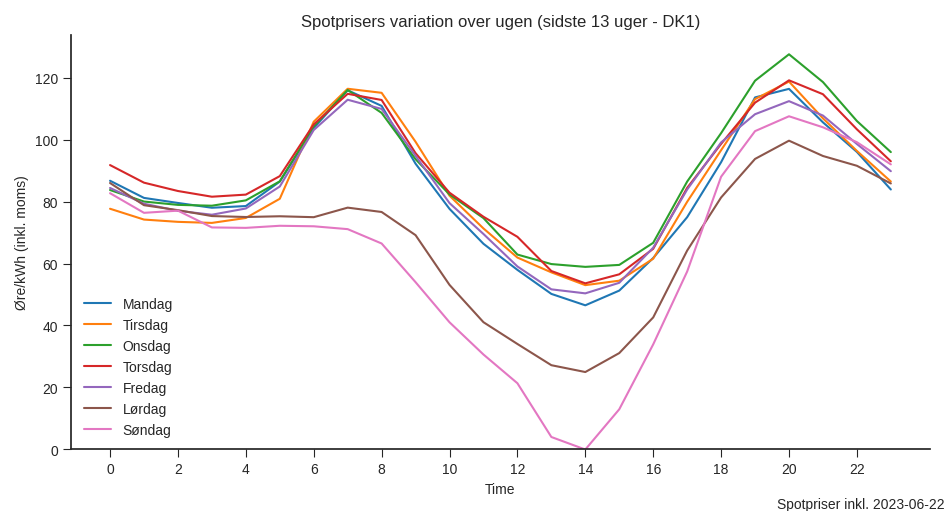 Spotprisers variation over ugen (sidste 13 uger - DK1)
Øre/kWh (inkl. moms)
120
100
80
60
40
20
0
Mandag
Tirsdag
Onsdag
Torsdag
Fredag
Lørdag
Søndag
0 2 4 6 8 10 12 14 16 18 20 22
Time
Spotpriser inkl. 2023-06-22